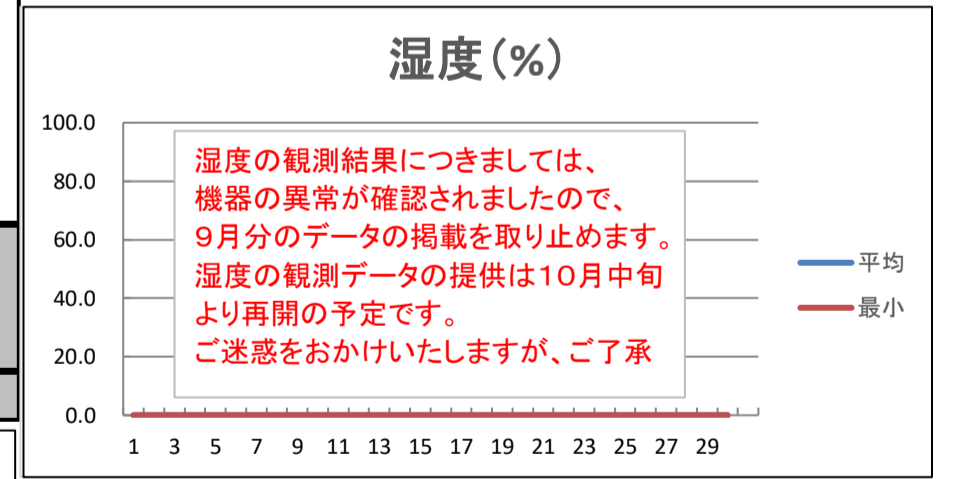 湿度(%)
100.0
80.0
60.0
40.0
20.0
0.0
湿度の観測結果につきましては、
機器の異常が確認されましたので、
９月分のデータの掲載を取り止めます。
湿度の観測データの提供は１０月中旬
より再開の予定です。
ご迷惑をおかけいたしますが、ご了承
平均
最小
1 3 5 7 9 11 13 15 17 19 21 23 25 27 29